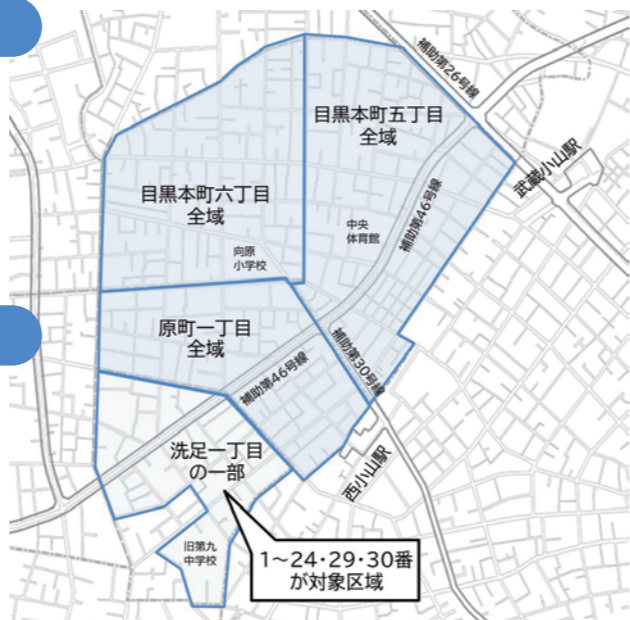 補助第26号線
目黒本町五丁目
全域
武蔵小山駅
目黒本町六丁目
全域
補助第46号線
中央
体育館
向原
小学校
原町一丁目
全域
補助第30号線
補助第46号線
洗足一丁目
の一部
西小山駅
旧第九
中学校
1～24・29・30番
が対象区域